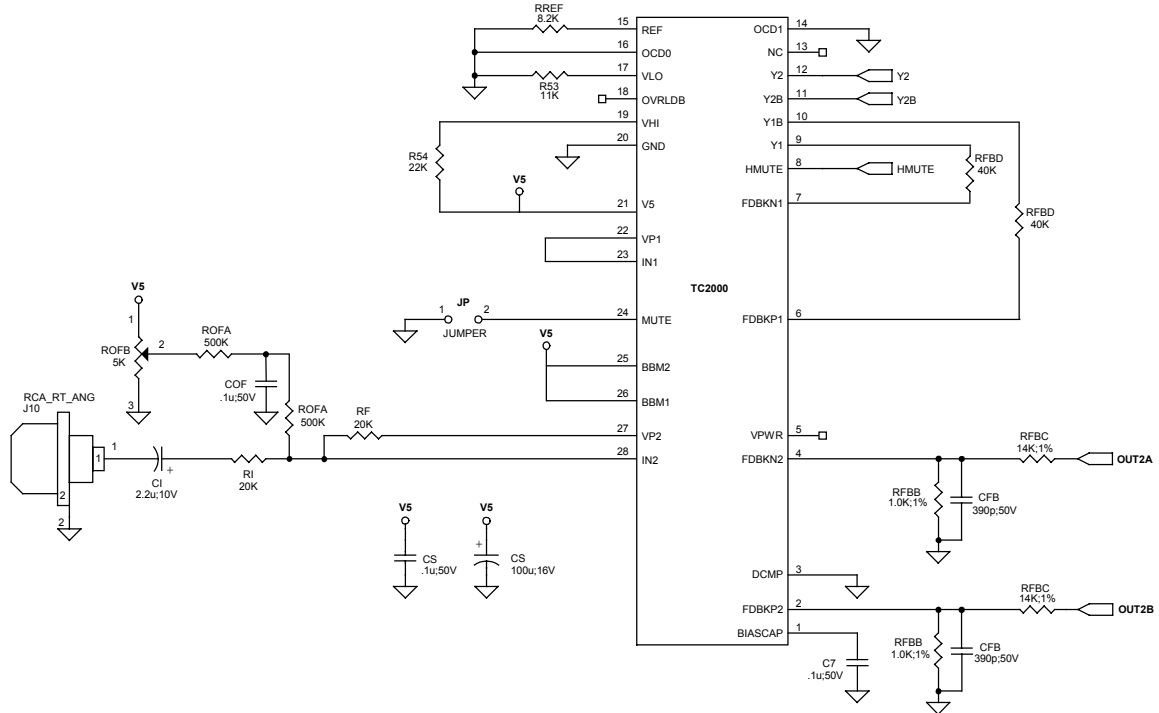 RREF
8.2K
15
REF
16
OCD0
17
VLO
R53
11K
18
OVRLDB
19
VHI
20
GND
R54
22K
V5
21
V5
22
VP1
23
IN1
TC2000
1
JP
2
JUMPER
24
MUTE
V5
25
BBM2
26
BBM1
27
VP2
28
IN2
OCD1
14
NC
13
Y2
12
Y2
Y2B
11
Y2B
Y1B
10
Y1
9
HMUTE
8
HMUTE
FDBKN1
7
RFBD
40K
RFBD
40K
FDBKP1
6
VPWR
5
FDBKN2
4
RFBC
14K;1%
OUT2A
RFBB
1.0K;1%
CFB
390p;50V
DCMP
3
FDBKP2
2
RFBC
14K;1%
OUT2B
BIASCAP
1
RFBB
1.0K;1%
CFB
390p;50V
C7
.1u;50V
V5
1
ROFB
5K
2
3
ROFA
500K
COF
.1u;50V
ROFA
500K
RF
20K
RCA_RT_ANG
J10
1
1
2
2
CI
+
2.2u;10V
RI
20K
V5
CS
.1u;50V
V5
+
CS
100u;16V